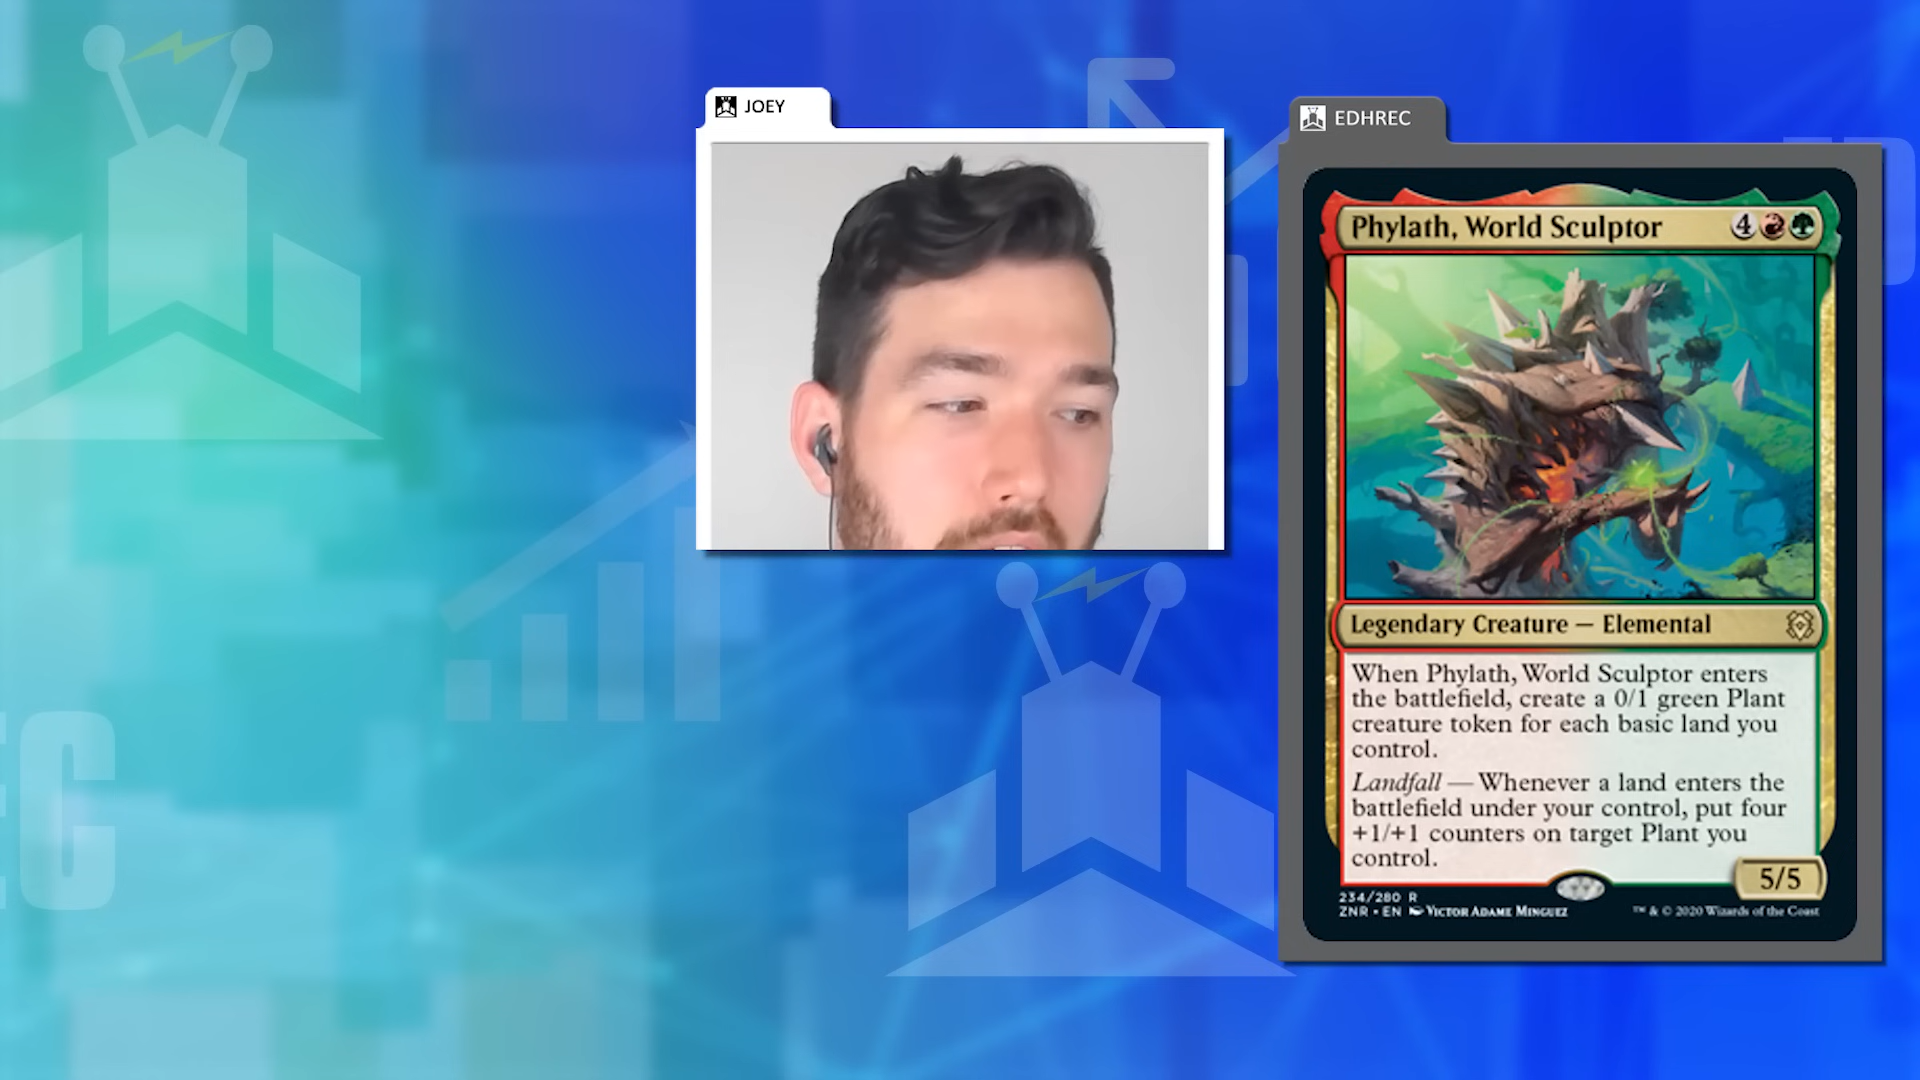 JOEY
EDHREC
Phylath, World Sculptor 4
Legendary Creature — Elemental
When Phylath, World Sculptor enters
the battlefield, create a 0/1 green Plant
creature token for each basic land you
control.
Landfall — Whenever a land enters the
battlefield under your control, put four
+1/+1 counters on target Plant you
control.
5/5
234/280 R
ZNR • EN Victor Adame Minguez
™ & © 2020 Wizards of the Coast
EC